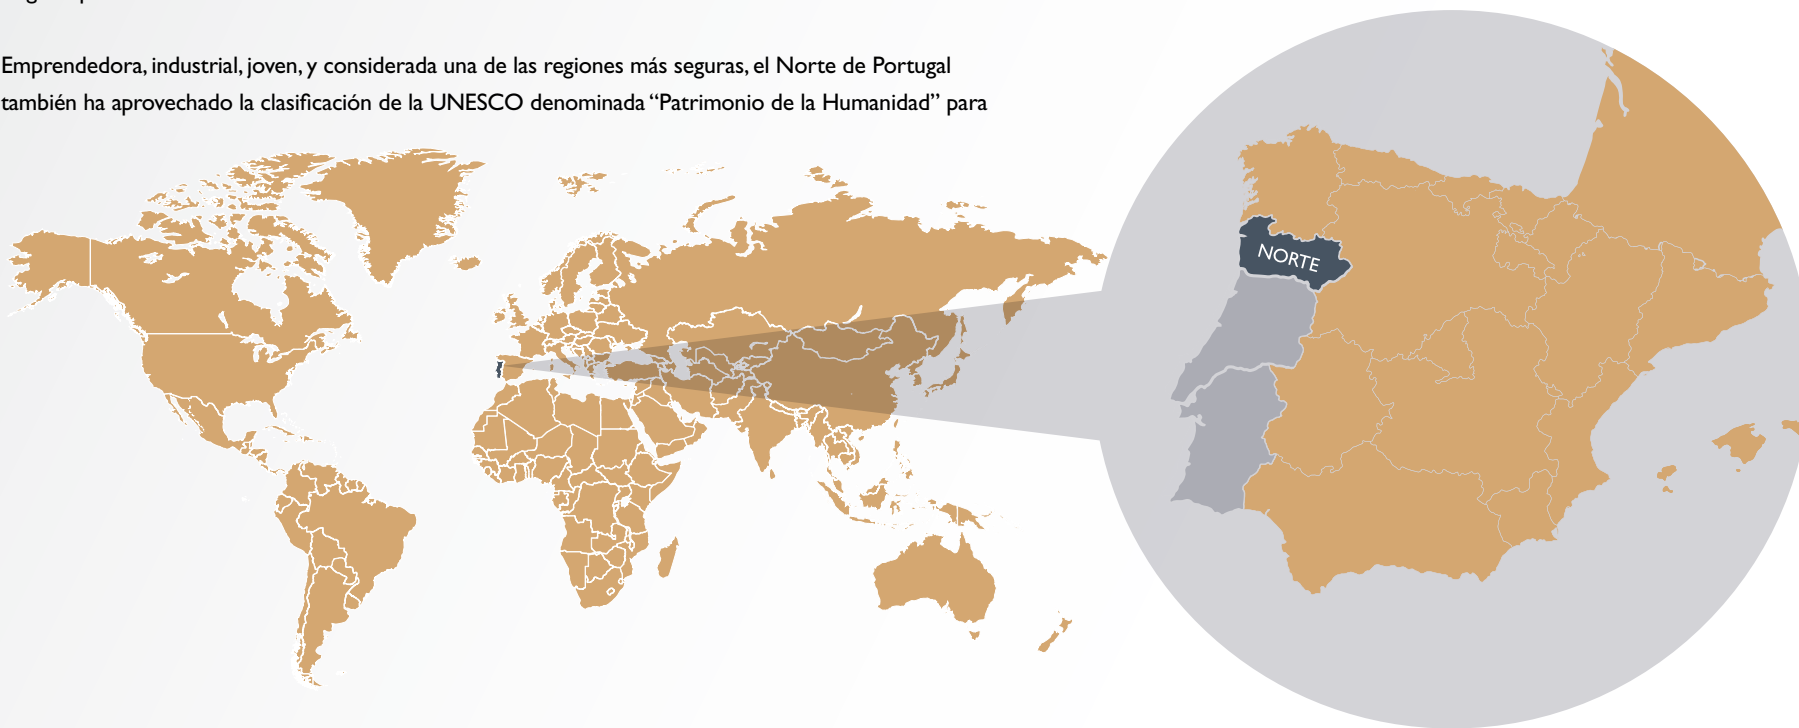 Emprendedora, industrial, joven, y considerada una de las regiones más seguras, el Norte de Portugal
también ha aprovechado la clasificación de la UNESCO denominada “Patrimonio de la Humanidad” para
NORTE